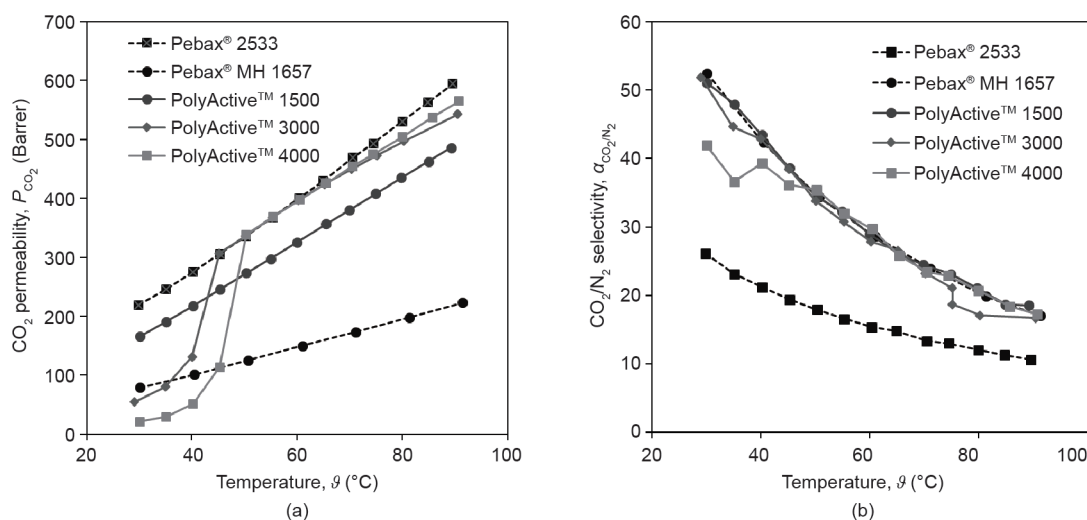 700
600
500
400
300
200
100
0
CO₂ permeability, P_CO₂ (Barrer)
Pebax® 2533
Pebax® MH 1657
PolyActive™ 1500
PolyActive™ 3000
PolyActive™ 4000
20 40 60 80 100
Temperature, ϑ (°C)
(a)
60
50
40
30
20
10
0
CO₂/N₂ selectivity, α_CO₂/N₂
Pebax® 2533
Pebax® MH 1657
PolyActive™ 1500
PolyActive™ 3000
PolyActive™ 4000
20 40 60 80 100
Temperature, ϑ (°C)
(b)